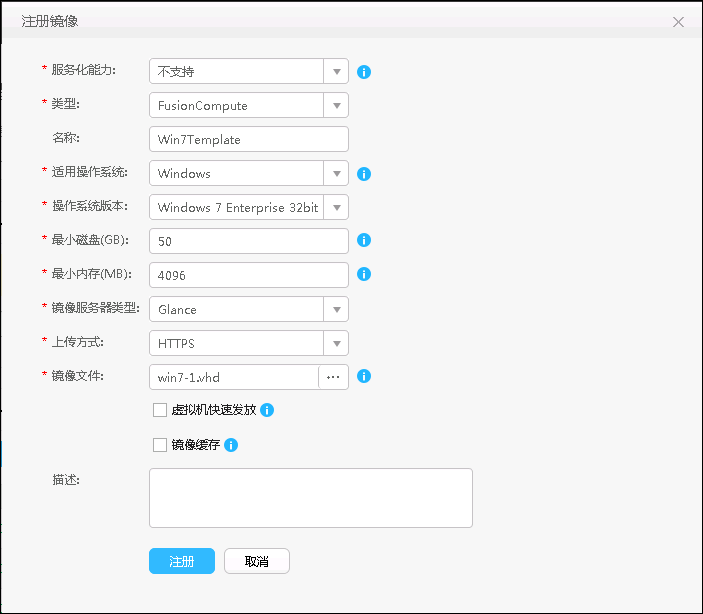 注册镜像
* 服务化能力: 不支持
* 类型: FusionCompute
名称: Win7Template
* 适用操作系统: Windows
* 操作系统版本: Windows 7 Enterprise 32bit
* 最小磁盘(GB): 50
* 最小内存(MB): 4096
* 镜像服务器类型: Glance
* 上传方式: HTTPS
* 镜像文件: win7-1.vhd ...
虚拟机快速发放
镜像缓存
描述:
注册 取消